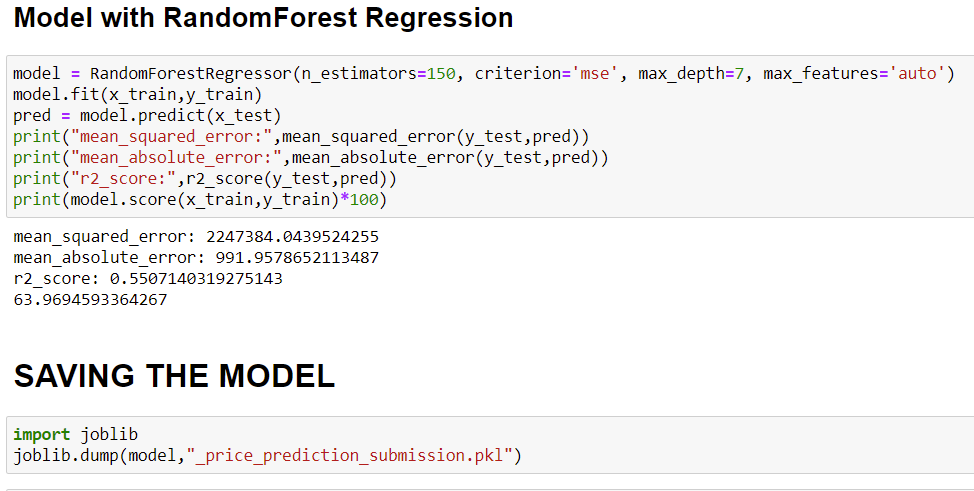 Model with RandomForest Regression
model = RandomForestRegressor(n_estimators=150, criterion='mse', max_depth=7, max_features='auto')
model.fit(x_train,y_train)
pred = model.predict(x_test)
print("mean_squared_error:",mean_squared_error(y_test,pred))
print("mean_absolute_error:",mean_absolute_error(y_test,pred))
print("r2_score:",r2_score(y_test,pred))
print(model.score(x_train,y_train)*100)
mean_squared_error: 2247384.0439524255
mean_absolute_error: 991.9578652113487
r2_score: 0.5507140319275143
63.9694593364267
SAVING THE MODEL
import joblib
joblib.dump(model,"_price_prediction_submission.pkl")